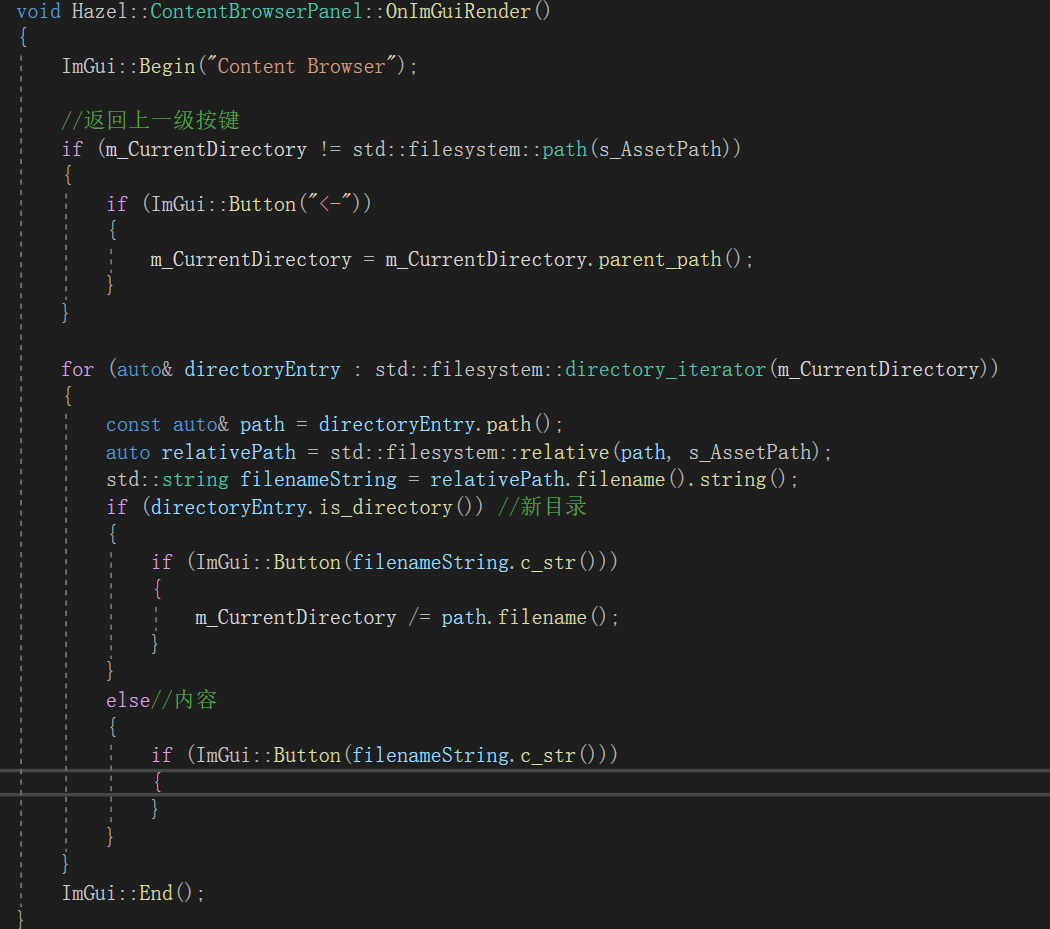 void Hazel::ContentBrowserPanel::OnImGuiRender()
{
ImGui::Begin("Content Browser");
//返回上一级按键
if (m_CurrentDirectory != std::filesystem::path(s_AssetPath))
{
if (ImGui::Button("<-"))
{
m_CurrentDirectory = m_CurrentDirectory.parent_path();
}
}
for (auto& directoryEntry : std::filesystem::directory_iterator(m_CurrentDirectory))
{
const auto& path = directoryEntry.path();
auto relativePath = std::filesystem::relative(path, s_AssetPath);
std::string filenameString = relativePath.filename().string();
if (directoryEntry.is_directory()) //新目录
{
if (ImGui::Button(filenameString.c_str()))
{
m_CurrentDirectory /= path.filename();
}
}
else//内容
{
if (ImGui::Button(filenameString.c_str()))
{
}
}
}
ImGui::End();
}